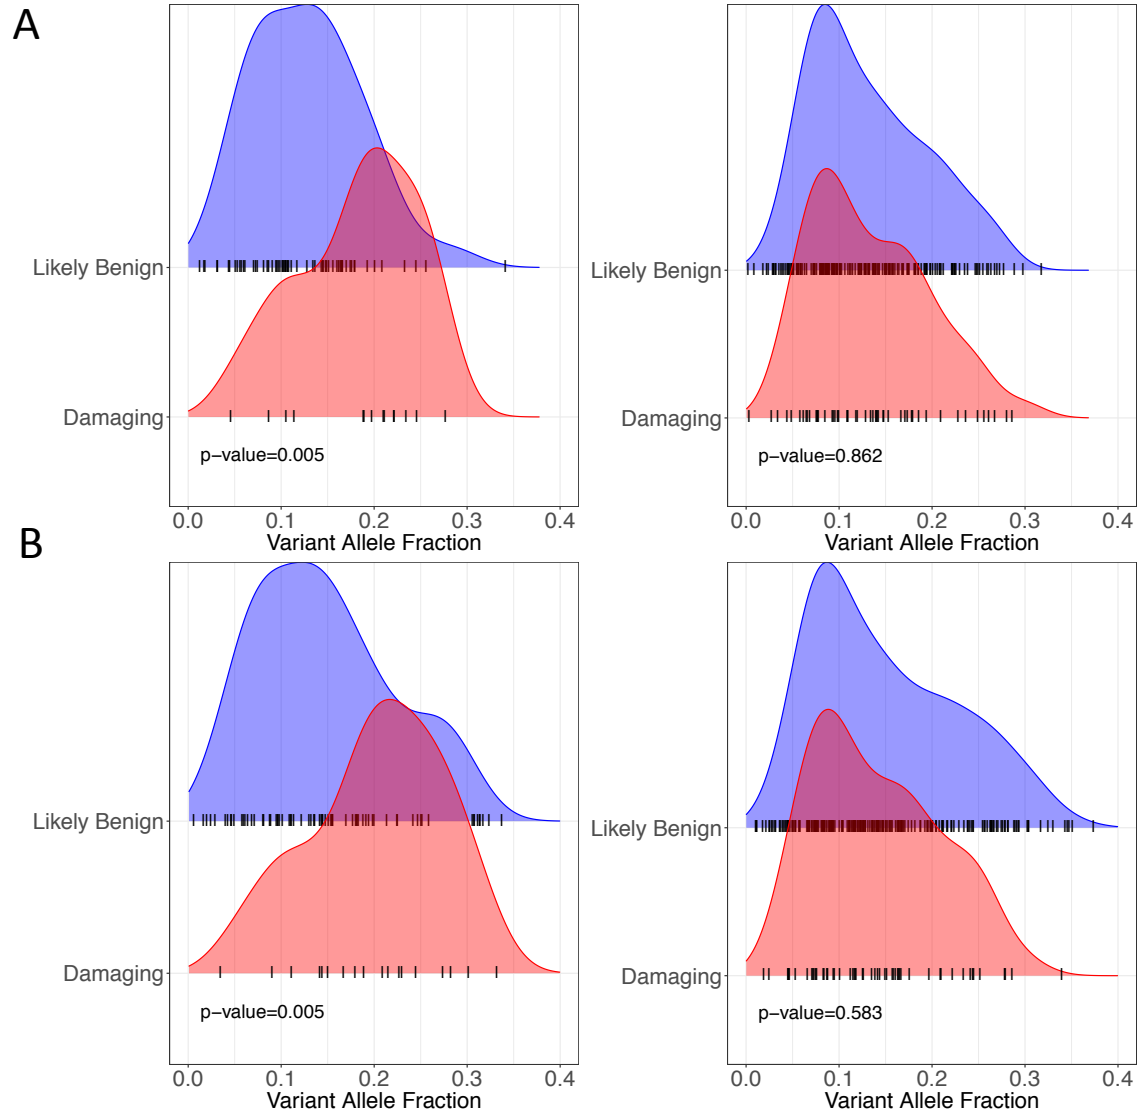 A
Likely Benign
Damaging
p−value=0.005
0.0 0.1 0.2 0.3 0.4
Variant Allele Fraction
Likely Benign
Damaging
p−value=0.862
0.0 0.1 0.2 0.3 0.4
Variant Allele Fraction
B
Likely Benign
Damaging
p−value=0.005
0.0 0.1 0.2 0.3 0.4
Variant Allele Fraction
Likely Benign
Damaging
p−value=0.583
0.0 0.1 0.2 0.3 0.4
Variant Allele Fraction